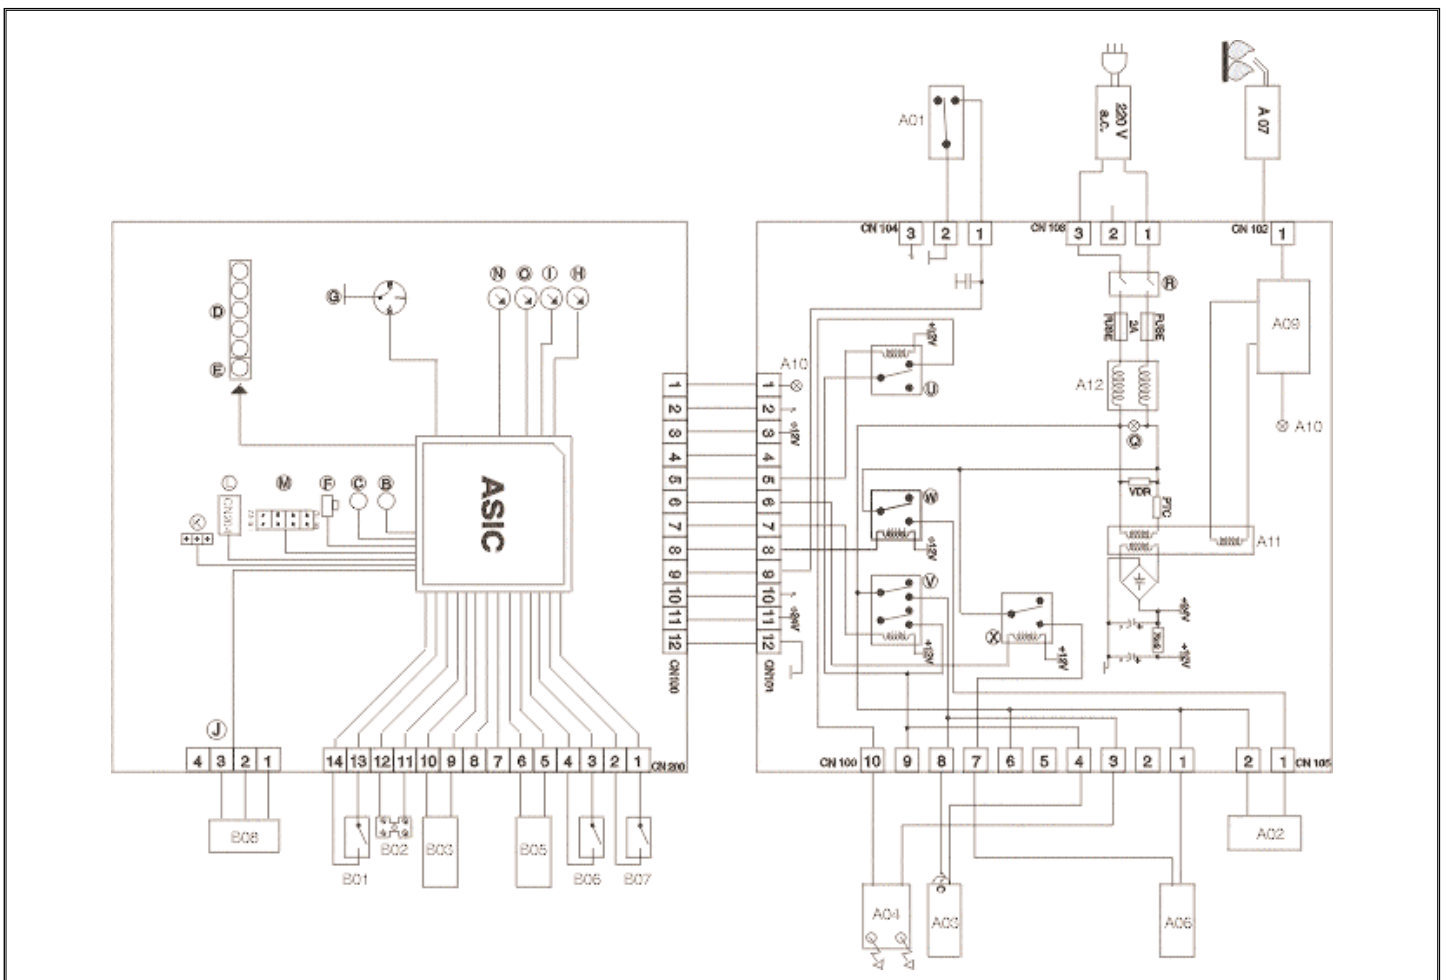 A01
220 V
a.c.
A 07
CN 104 3 2 1
CN 103 3 2 1
CN 102 1
N O I H
G
D
E
R
FUSE 2A FUSE
A09
A10
1 1
+12V
U
A12
Q
A10
2 2
3 3
+12V
4 4
5 5
6 6
7 7
8 8
9 9
10 10
11 11
+24V
12 12
CN100
CN101
L M F C B
K
ASIC
W
+12V
VDR
PTC
A11
V
+12V
X
+12V
+12V
J
4 3 2 1
14 13 12 11 10 9 8 7 6 5 4 3 2 1 CN 200
CN 100 10 9 8 7 6 5 4 3 2 1
2 1 CN 105
B08
B01
B02
B03
B05
B06
B07
A04
A03
A06
A02